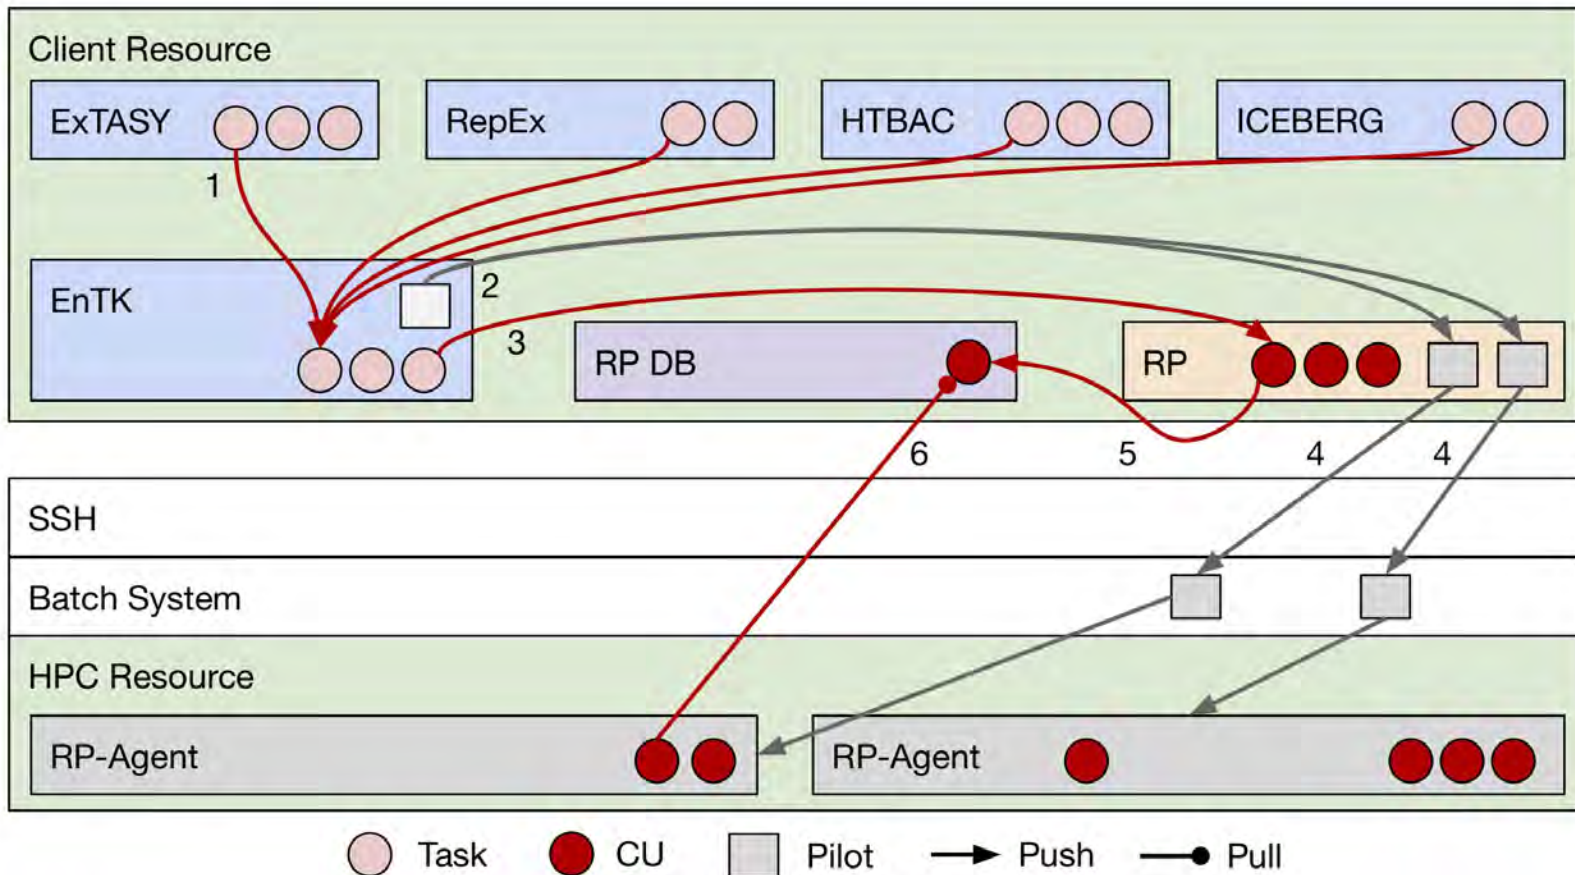 Client Resource
ExTASY
RepEx
HTBAC
ICEBERG
1
EnTK
2
3
RP DB
RP
6
5
4
4
SSH
Batch System
HPC Resource
RP-Agent
RP-Agent
Task
CU
Pilot
Push
Pull